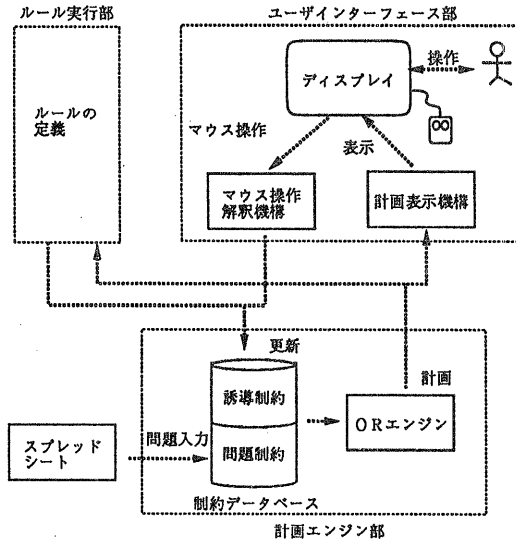 ルール実行部
ユーザインターフェース部
ルールの
定義
ディスプレイ
操作
マウス操作
表示
マウス操作
解釈機構
計画表示機構
更新
計画
誘導制約
問題制約
ORエンジン
スプレッド
シート
問題入力
制約データベース
計画エンジン部